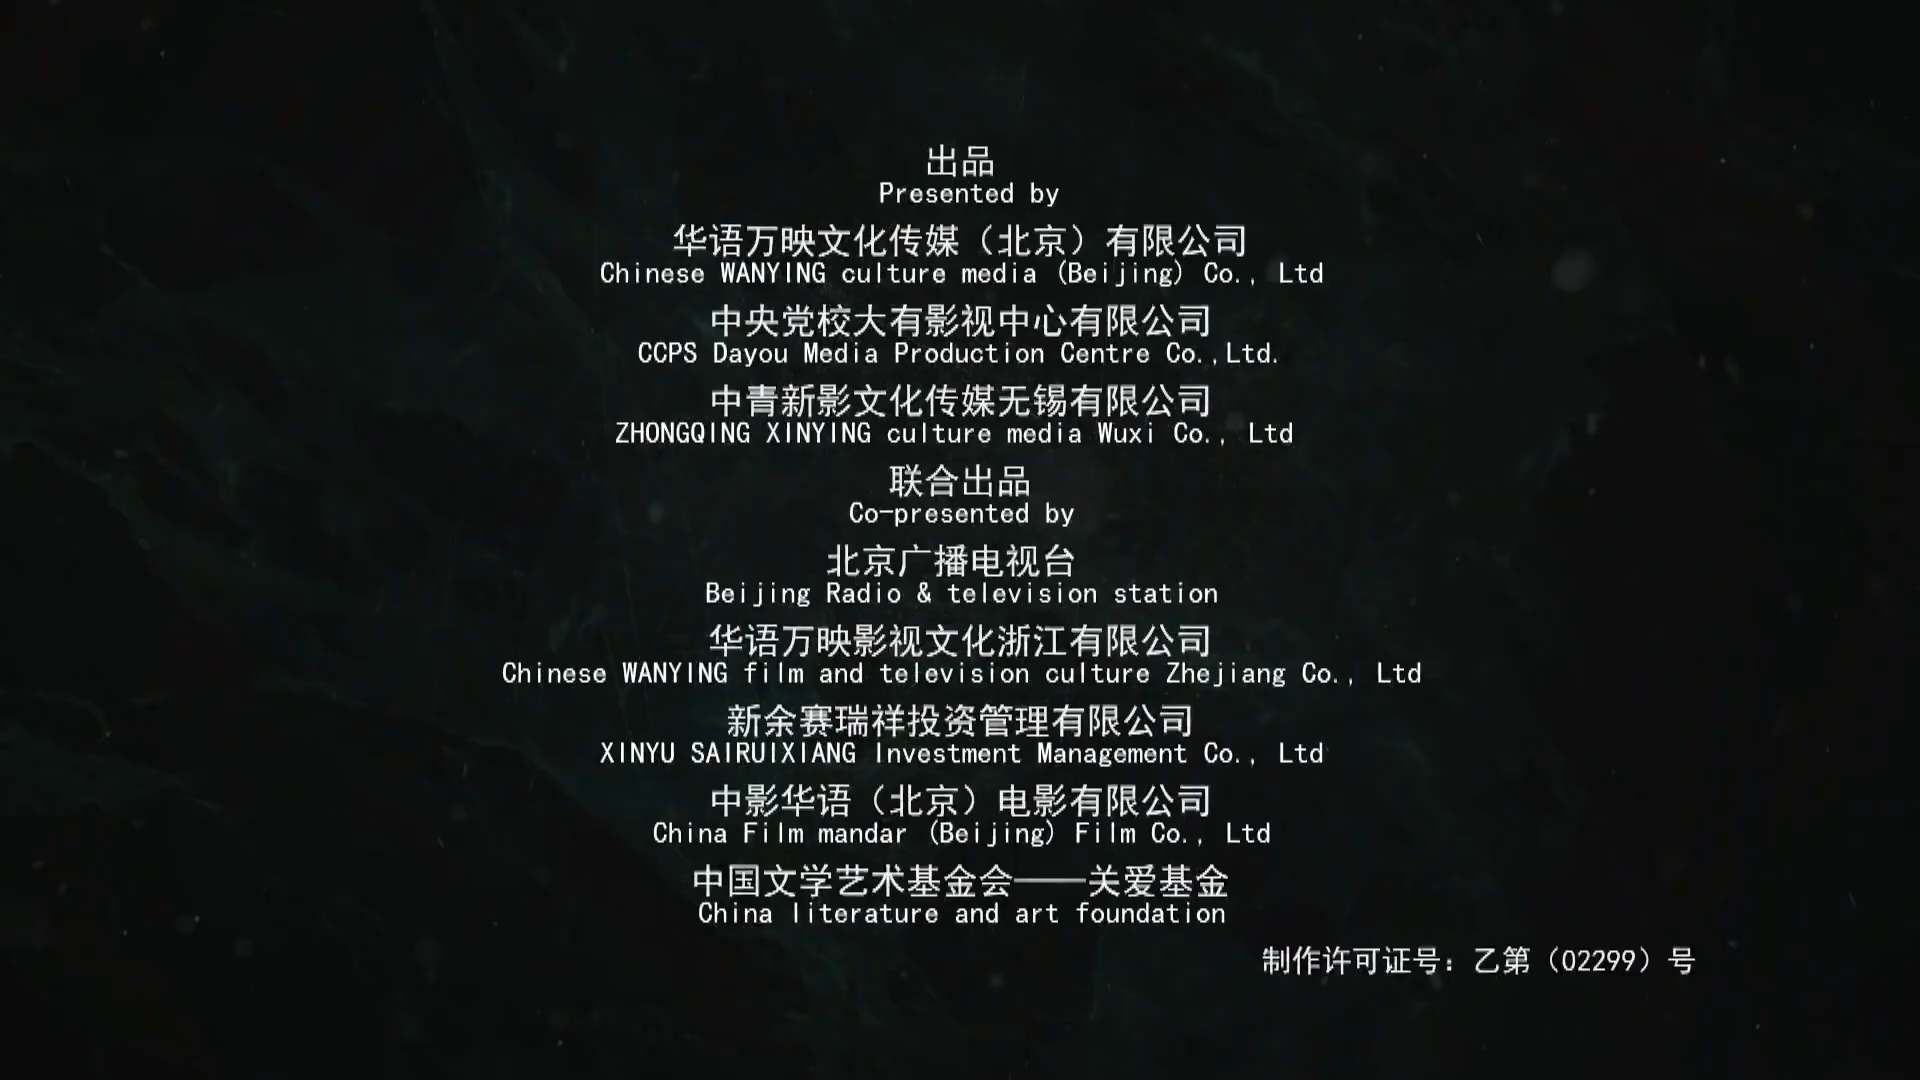 出品
Presented by
华语万映文化传媒（北京）有限公司
Chinese WANYING culture media (Beijing) Co., Ltd
中央党校大有影视中心有限公司
CCPS Dayou Media Production Centre Co.,Ltd.
中青新影文化传媒无锡有限公司
ZHONGQING XINYING culture media Wuxi Co., Ltd
联合出品
Co-presented by
北京广播电视台
Beijing Radio & television station
华语万映影视文化浙江有限公司
Chinese WANYING film and television culture Zhejiang Co., Ltd
新余赛瑞祥投资管理有限公司
XINYU SAIRUIXIANG Investment Management Co., Ltd
中影华语（北京）电影有限公司
China Film mandar (Beijing) Film Co., Ltd
中国文学艺术基金会——关爱基金
China literature and art foundation
制作许可证号：乙第（02299）号